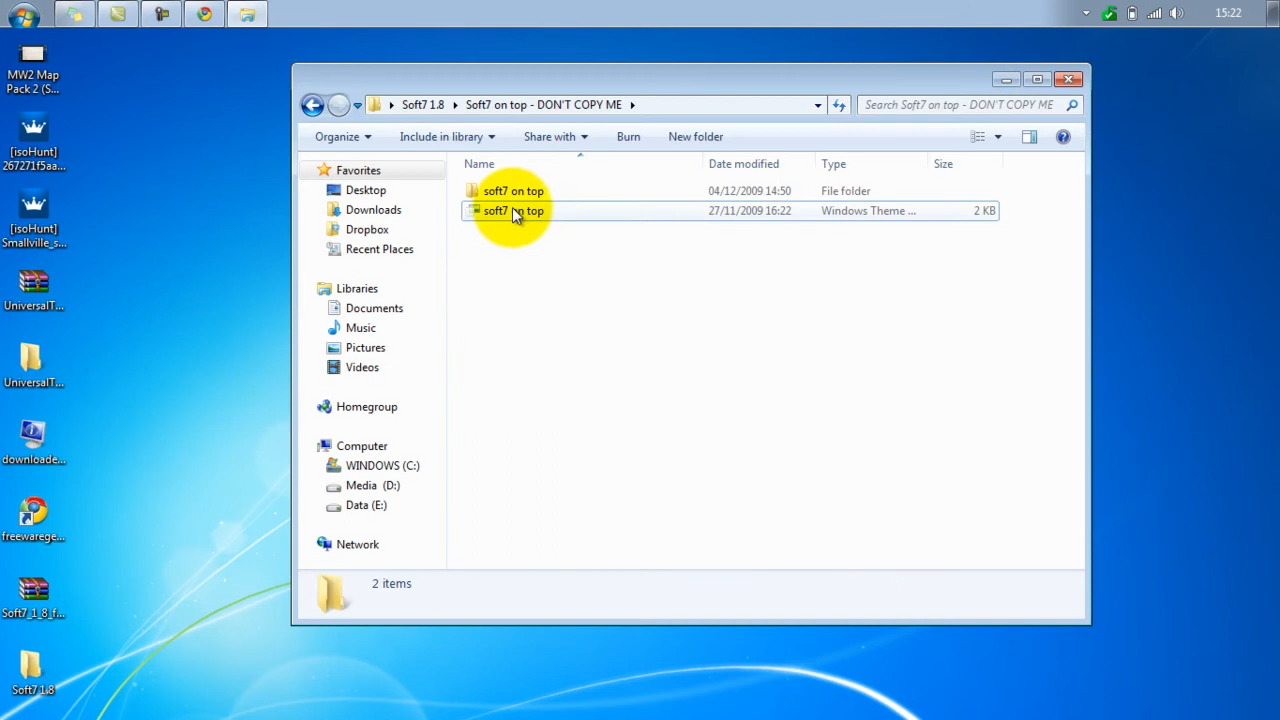 15:22
MW2 Map
Pack 2 (S...
[isoHunt]
267271f5aa...
[isoHunt]
Smallville_s...
UniversalT...
UniversalT...
downloade...
freewarege...
Soft7_1_8_f...
Soft7 1.8
Soft7 1.8
Soft7 on top - DON'T COPY ME
Search Soft7 on top - DON'T COPY ME
Organize
Include in library
Share with
Burn
New folder
Name
Date modified
Type
Size
soft7 on top
04/12/2009 14:50
File folder
soft7 on top
27/11/2009 16:22
Windows Theme ...
2 KB
Favorites
Desktop
Downloads
Dropbox
Recent Places
Libraries
Documents
Music
Pictures
Videos
Homegroup
Computer
WINDOWS (C:)
Media (D:)
Data (E:)
Network
2 items